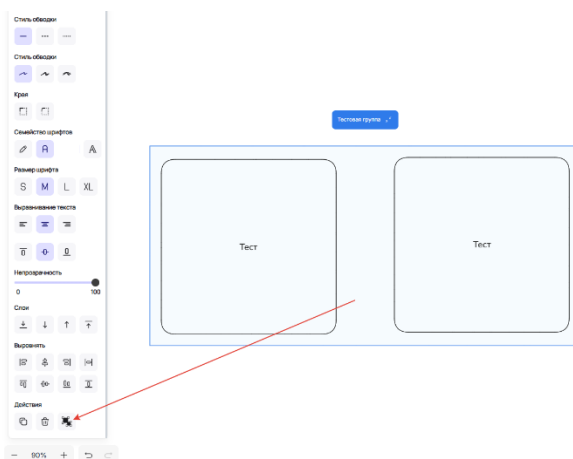 Стиль обводки
Стиль обводки
Края
Семейство шрифтов
A A
Размер шрифта
S M L XL
Выравнивание текста
Непрозрачность
0 100
Слои
Выровнять
Действия
− 90% +
Тестовая группа
Тест
Тест